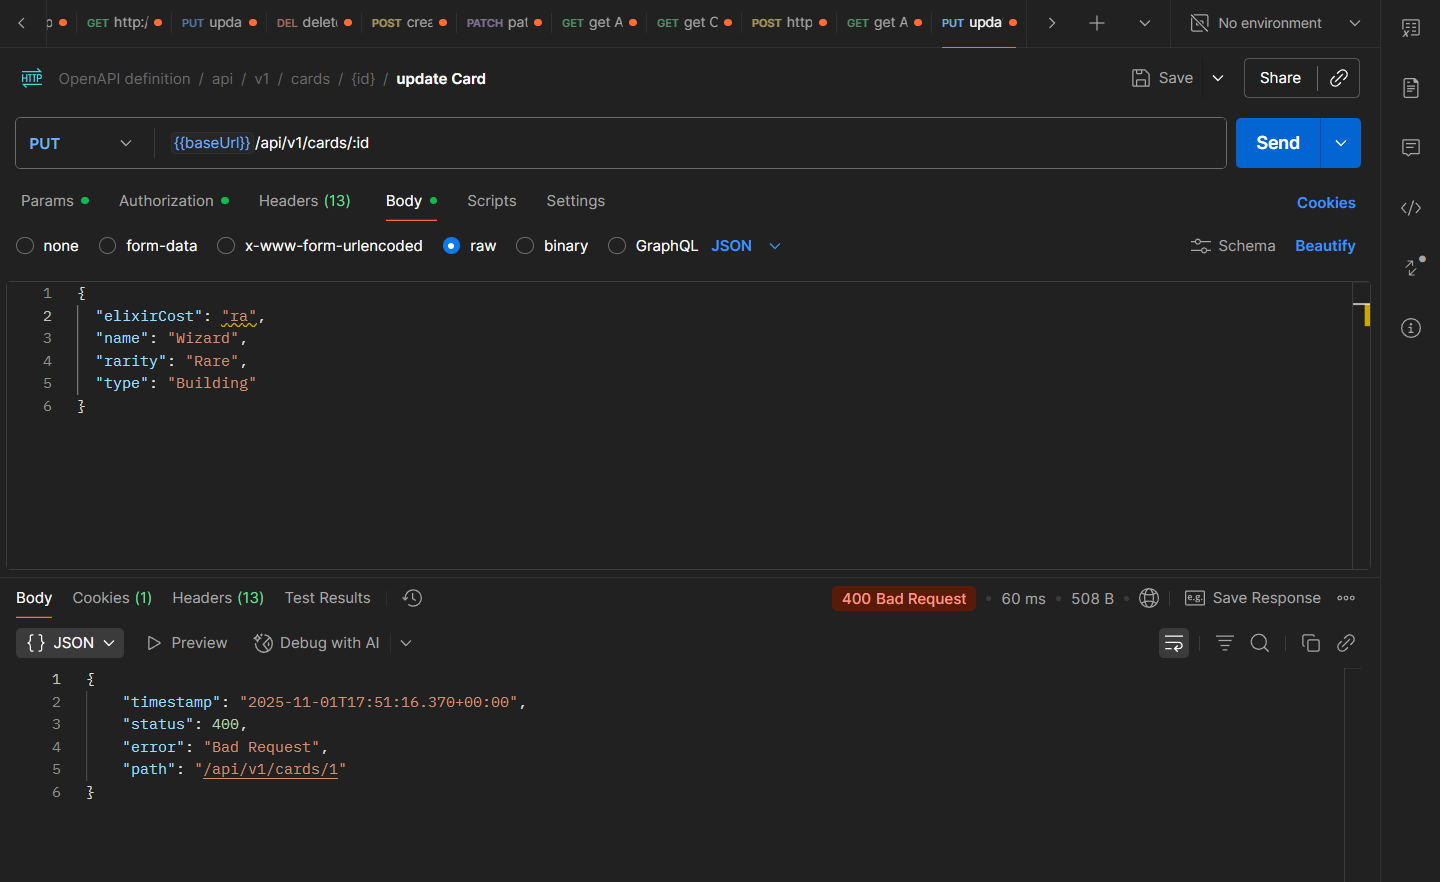 GET http:/ PUT upda DEL delet POST crea PATCH pat GET get A GET get C POST http GET get A PUT upda No environment
HTTP OpenAPI definition / api / v1 / cards / {id} / update Card Save Share
PUT {{baseUrl}} /api/v1/cards/:id Send
Params Authorization Headers (13) Body Scripts Settings Cookies
none form-data x-www-form-urlencoded raw binary GraphQL JSON Schema Beautify
1 {
2 "elixirCost": "ra",
3 "name": "Wizard",
4 "rarity": "Rare",
5 "type": "Building"
6 }
Body Cookies (1) Headers (13) Test Results 400 Bad Request 60 ms 508 B e.g. Save Response
{} JSON Preview Debug with AI
1 {
2 "timestamp": "2025-11-01T17:51:16.370+00:00",
3 "status": 400,
4 "error": "Bad Request",
5 "path": "/api/v1/cards/1"
6 }